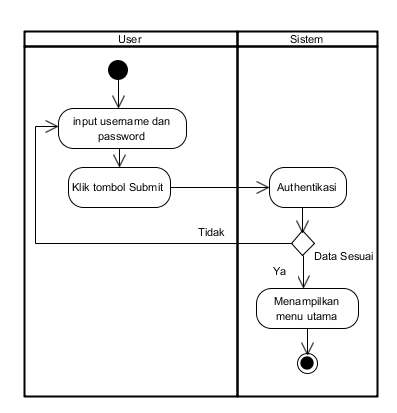 User
Sistem
input username dan
password
Klik tombol Submit
Authentikasi
Tidak
Data Sesuai
Ya
Menampilkan
menu utama